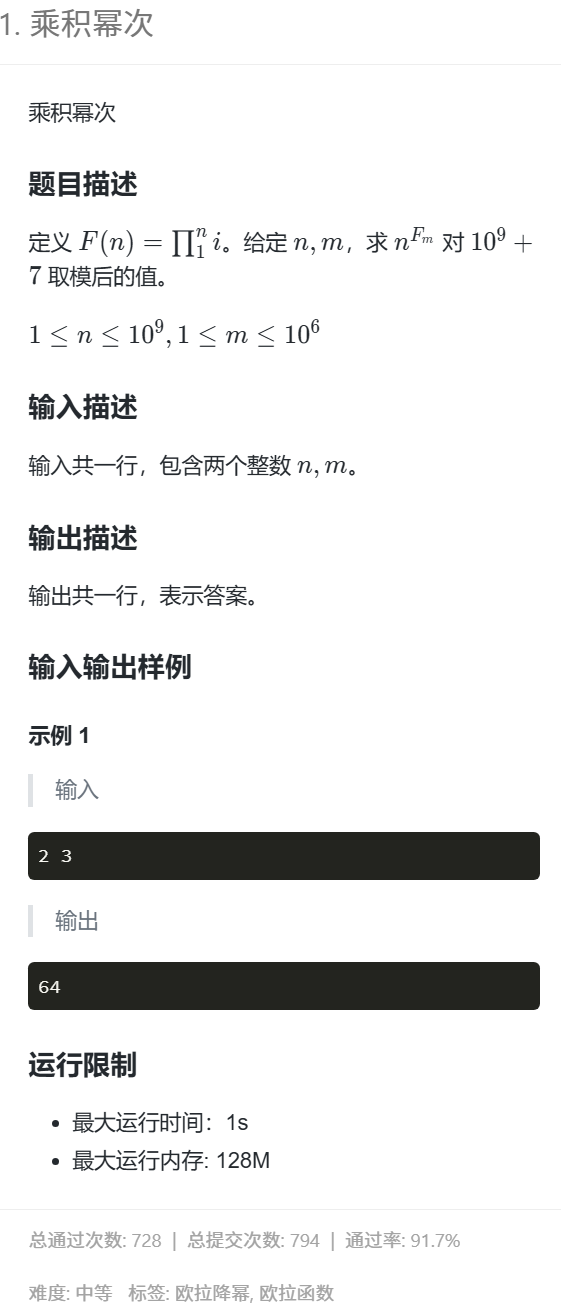 1. 乘积幂次
乘积幂次
题目描述
定义 $F(n) = \prod_1^n i$。给定 $n, m$，求 $n^{F_m}$ 对 $10^9 +$
$7$ 取模后的值。
$1 \leq n \leq 10^9, 1 \leq m \leq 10^6$
输入描述
输入共一行，包含两个整数 $n, m$。
输出描述
输出共一行，表示答案。
输入输出样例
示例 1
输入
2 3
输出
64
运行限制
• 最大运行时间：1s
• 最大运行内存: 128M
总通过次数: 728 | 总提交次数: 794 | 通过率: 91.7%
难度: 中等 标签: 欧拉降幂, 欧拉函数